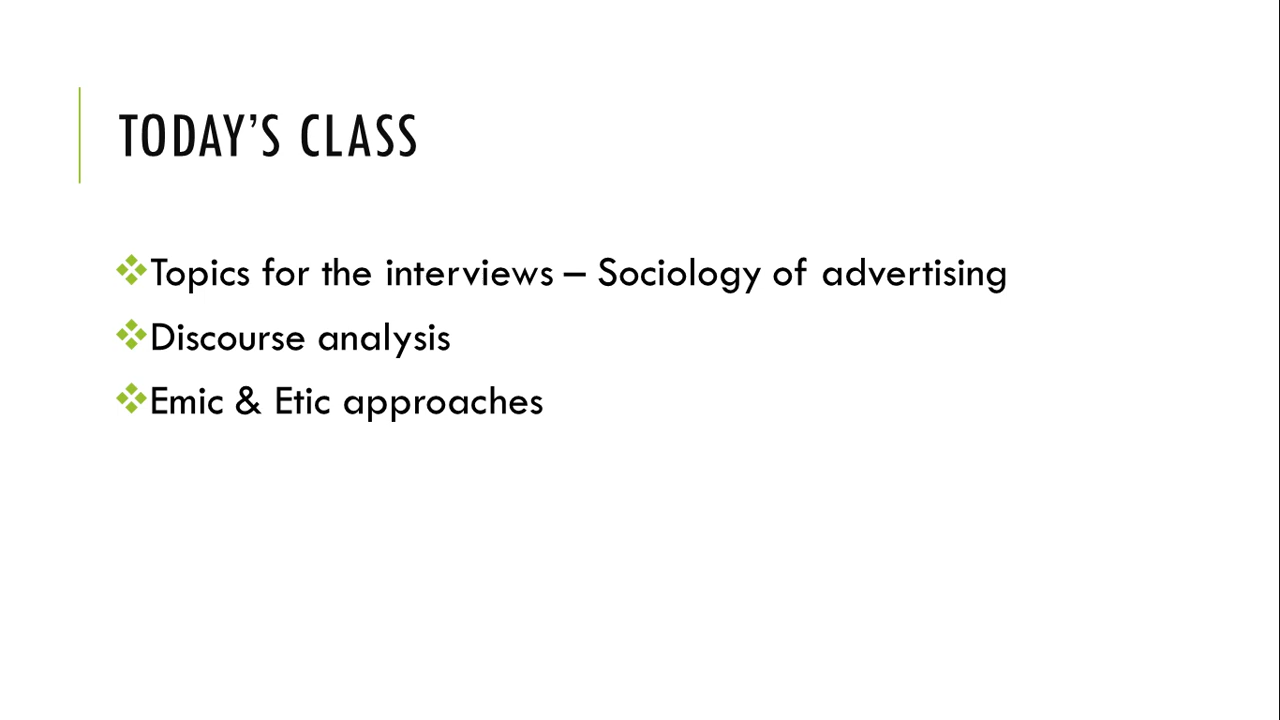 TODAY’S CLASS
❖Topics for the interviews – Sociology of advertising
❖Discourse analysis
❖Emic & Etic approaches